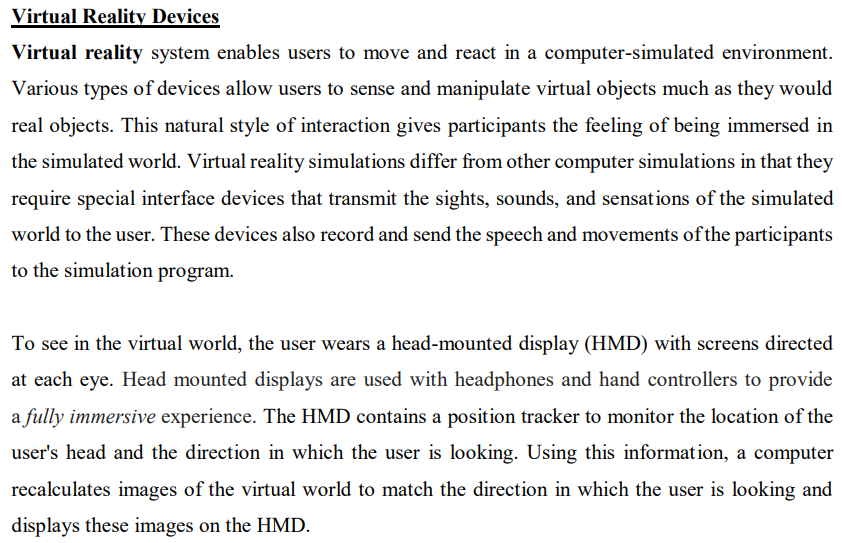 Virtual Reality Devices
Virtual reality system enables users to move and react in a computer-simulated environment.
Various types of devices allow users to sense and manipulate virtual objects much as they would
real objects. This natural style of interaction gives participants the feeling of being immersed in
the simulated world. Virtual reality simulations differ from other computer simulations in that they
require special interface devices that transmit the sights, sounds, and sensations of the simulated
world to the user. These devices also record and send the speech and movements of the participants
to the simulation program.
To see in the virtual world, the user wears a head-mounted display (HMD) with screens directed
at each eye. Head mounted displays are used with headphones and hand controllers to provide
a fully immersive experience. The HMD contains a position tracker to monitor the location of the
user's head and the direction in which the user is looking. Using this information, a computer
recalculates images of the virtual world to match the direction in which the user is looking and
displays these images on the HMD.